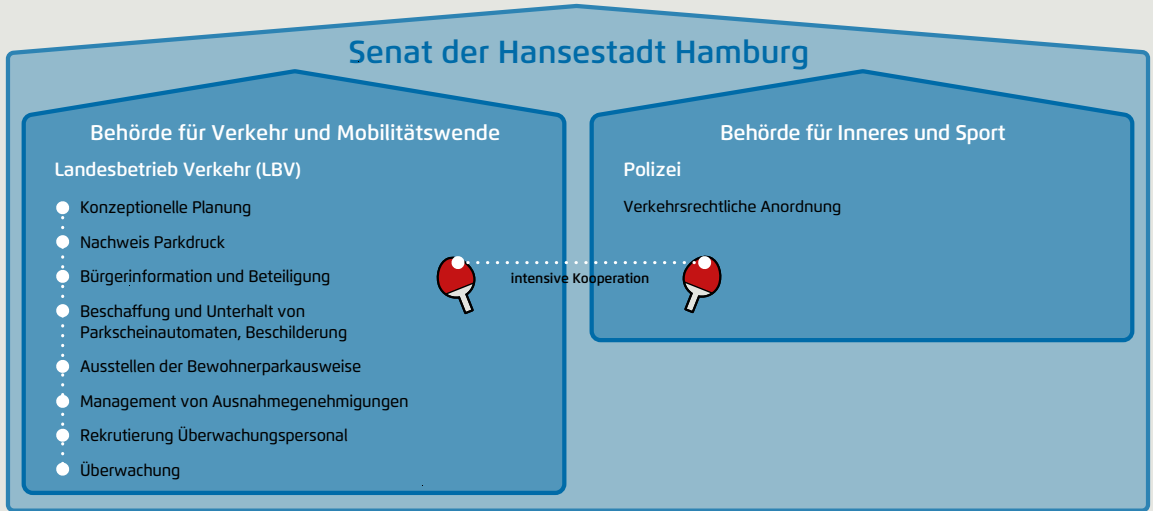 Senat der Hansestadt Hamburg
Behörde für Verkehr und Mobilitätswende
Landesbetrieb Verkehr (LBV)
Konzeptionelle Planung
Nachweis Parkdruck
Bürgerinformation und Beteiligung
Beschaffung und Unterhalt von
Parkscheinautomaten, Beschilderung
Ausstellen der Bewohnerparkausweise
Management von Ausnahmegenehmigungen
Rekrutierung Überwachungspersonal
Überwachung
intensive Kooperation
Behörde für Inneres und Sport
Polizei
Verkehrsrechtliche Anordnung